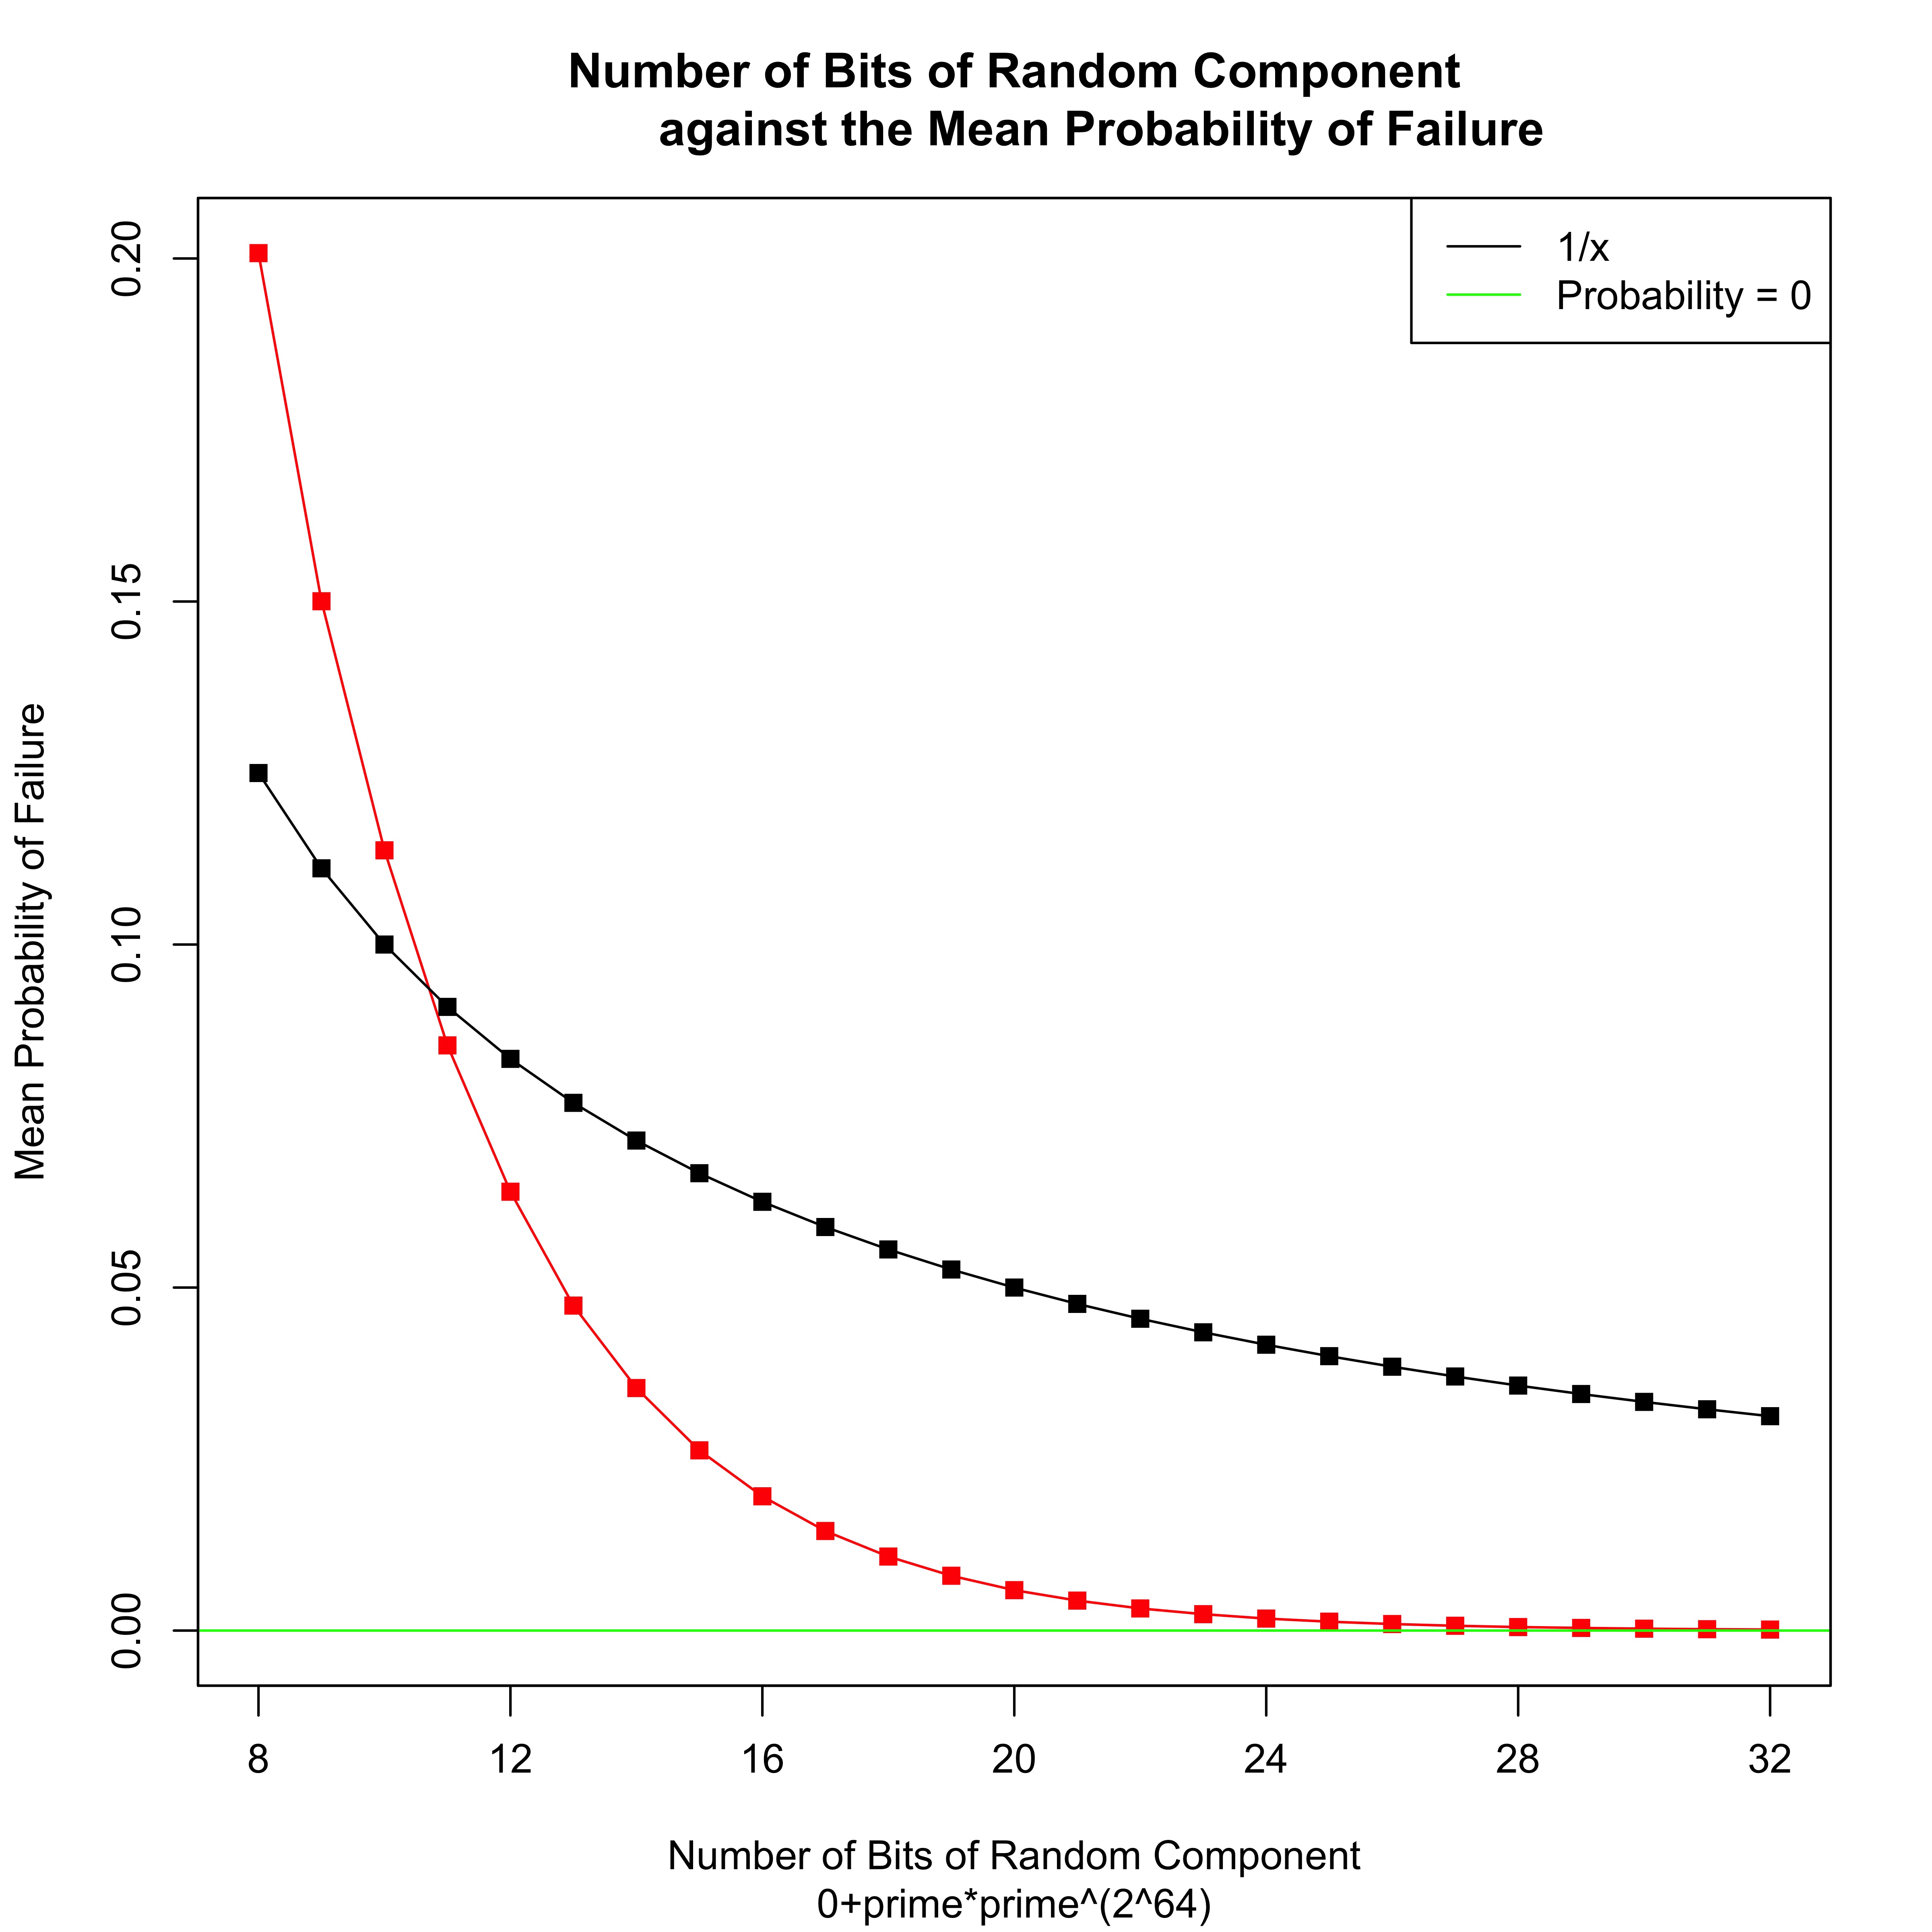 Number of Bits of Random Component
against the Mean Probability of Failure
1/x
Probability = 0
Mean Probability of Failure
0.20
0.15
0.10
0.05
0.00
8 12 16 20 24 28 32
Number of Bits of Random Component
0+prime*prime^(2^64)